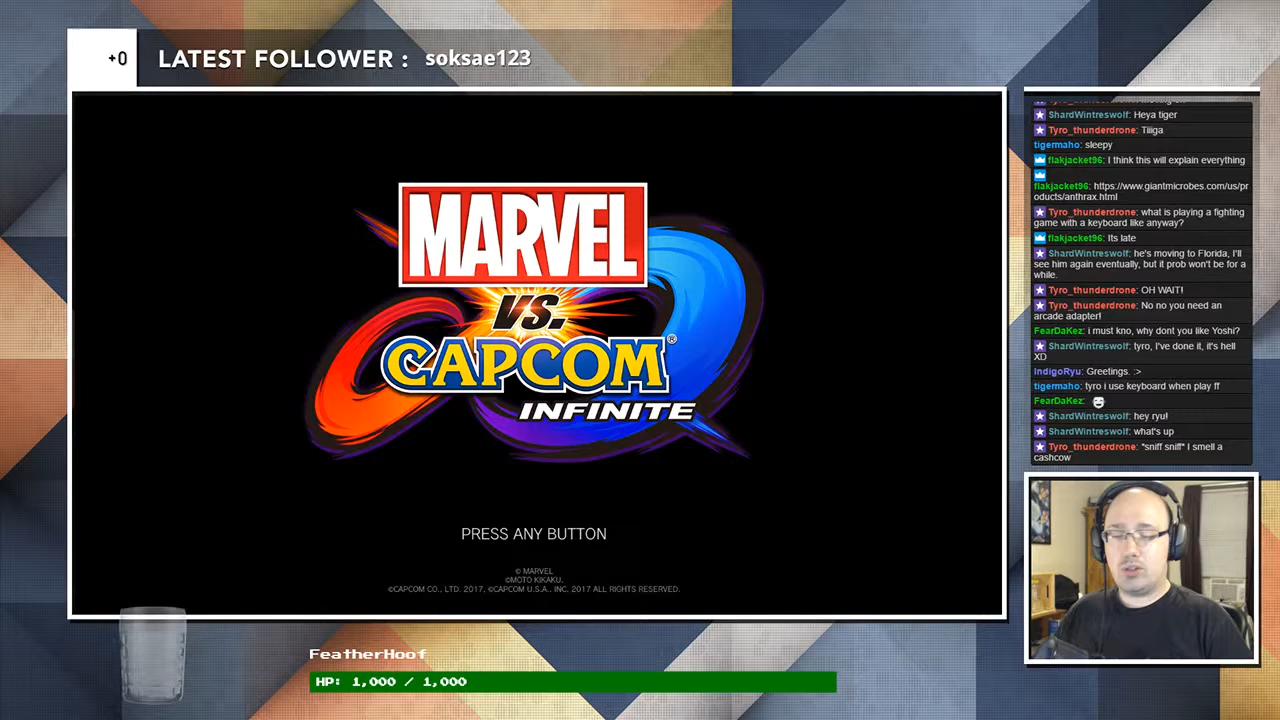 +0
LATEST FOLLOWER : soksae123
MARVEL
VS.
CAPCOM®
INFINITE
PRESS ANY BUTTON
© MARVEL
©MOTO KIKAKU.
©CAPCOM CO., LTD. 2017, ©CAPCOM U.S.A., INC. 2017 ALL RIGHTS RESERVED.
ShardWintreswolf: Heya tiger
Tyro_thunderdrone: Tiiiga
tigermaho: sleepy
flakjacket96: I think this will explain everything
flakjacket96: https://www.giantmicrobes.com/us/pr
oducts/anthrax.html
Tyro_thunderdrone: what is playing a fighting
game with a keyboard like anyway?
flakjacket96: Its late
ShardWintreswolf: he's moving to Florida, I'll
see him again eventually, but it prob won't be for a
while.
Tyro_thunderdrone: OH WAIT!
Tyro_thunderdrone: No no you need an
arcade adapter!
FearDaKez: i must kno, why dont you like Yoshi?
ShardWintreswolf: tyro, I've done it, it's hell
XD
IndigoRyu: Greetings. :>
tigermaho: tyro i use keyboard when play ff
FearDaKez:
ShardWintreswolf: hey ryu!
ShardWintreswolf: what's up
Tyro_thunderdrone: *sniff sniff* I smell a
cashcow
FeatherHoof
HP: 1,000 / 1,000